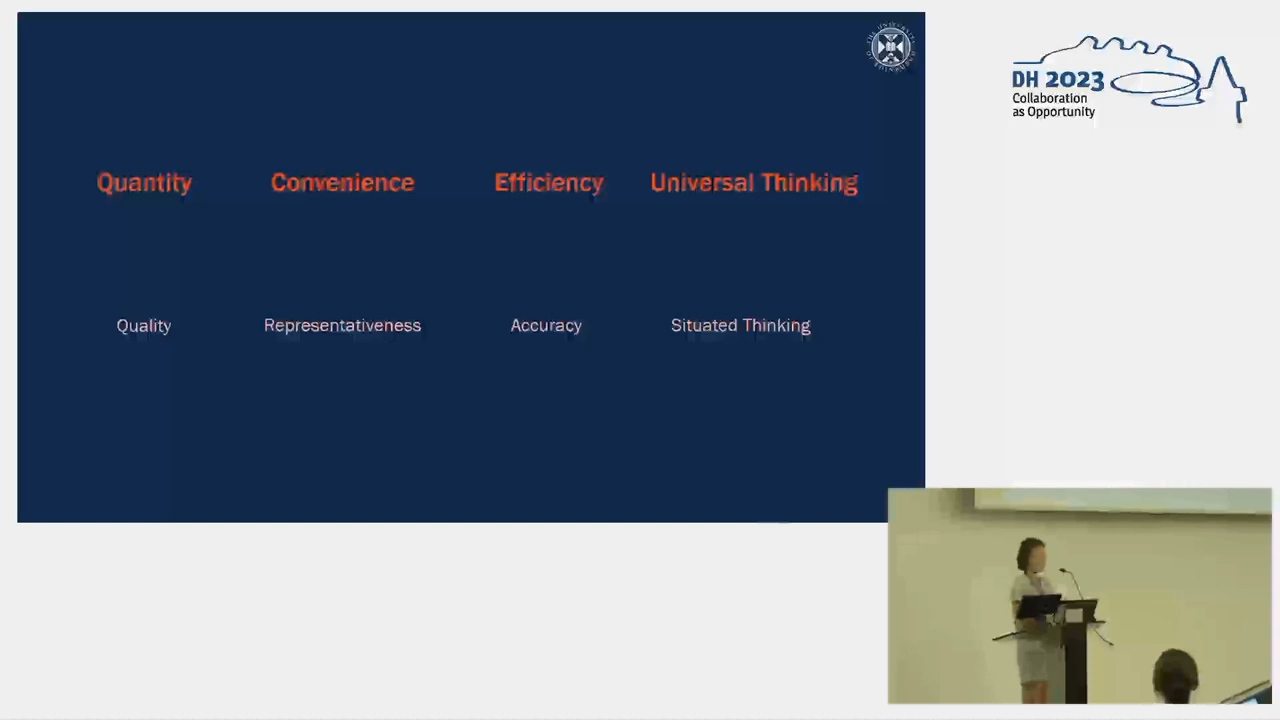 Quantity Convenience Efficiency Universal Thinking
Quality Representativeness Accuracy Situated Thinking
DH 2023
Collaboration
as Opportunity